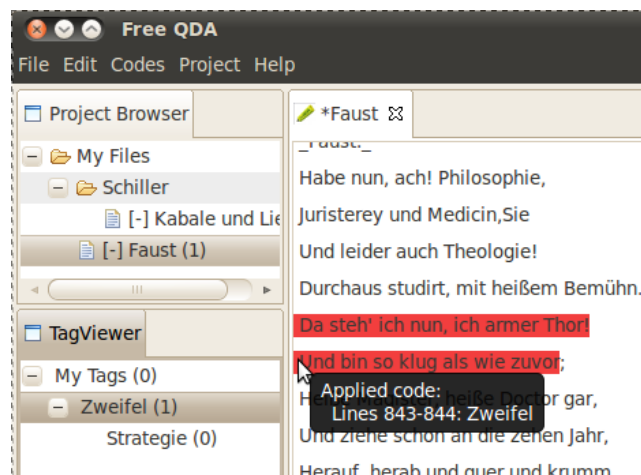 Free QDA
File Edit Codes Project Help
Project Browser
My Files
Schiller
[-] Kabale und Lie
[-] Faust (1)
TagViewer
My Tags (0)
Zweifel (1)
Strategie (0)
*Faust
_Faust._
Habe nun, ach! Philosophie,
Juristerey und Medicin,Sie
Und leider auch Theologie!
Durchaus studirt, mit heißem Bemühn.
Da steh' ich nun, ich armer Thor!
Und bin so klug als wie zuvor;
Applied code:
Lines 843-844: Zweifel
heiße Doctor gar,
Und ziehe schon an die zehen Jahr,
Herauf, herab und quer und krumm